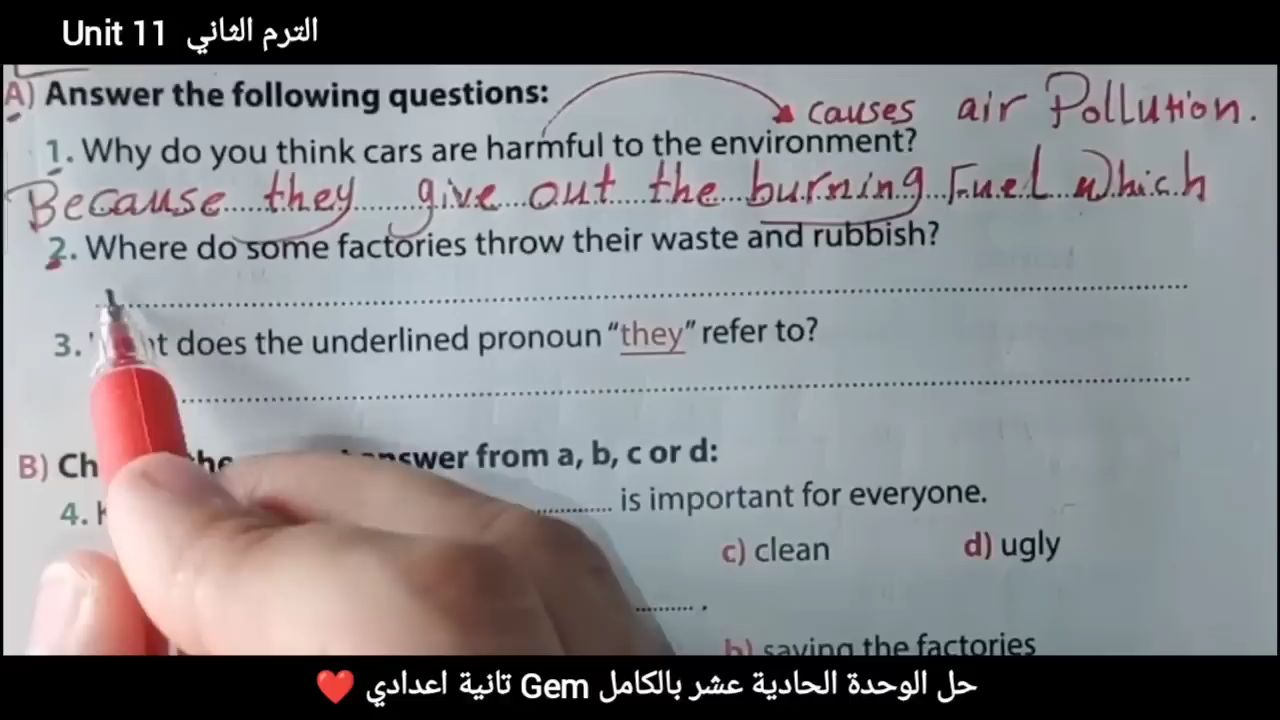 Unit 11 الترم الثاني
A) Answer the following questions:
causes air Pollution.
1. Why do you think cars are harmful to the environment?
Because they give out the burning Fuel Which
2. Where do some factories throw their waste and rubbish?
3. does the underlined pronoun “they” refer to?
B) answer from a, b, c or d:
4. is important for everyone.
c) clean d) ugly
.
b) saving the factories
حل الوحدة الحادية عشر بالكامل Gem تانية اعدادي ❤️